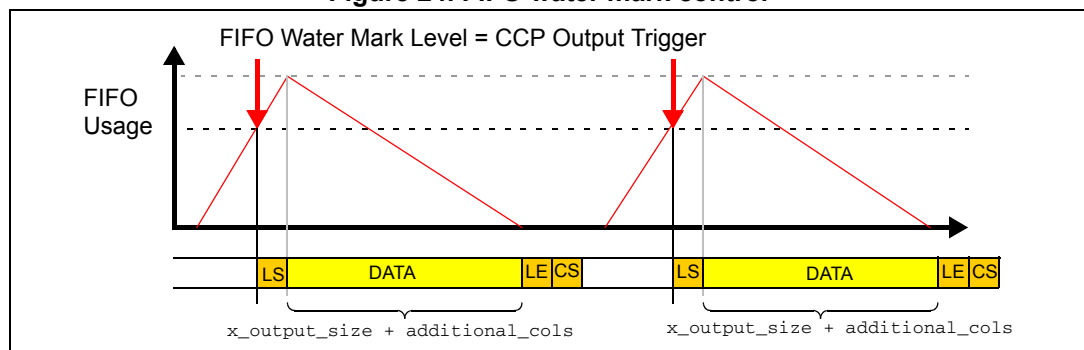 FIFO Water Mark Level = CCP Output Trigger
FIFO
Usage
LS DATA LE CS LS DATA LE CS
x_output_size + additional_cols x_output_size + additional_cols